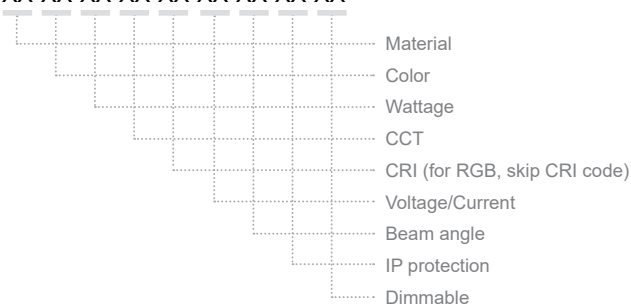 Material
Color
Wattage
CCT
CRI (for RGB, skip CRI code)
Voltage/Current
Beam angle
IP protection
Dimmable